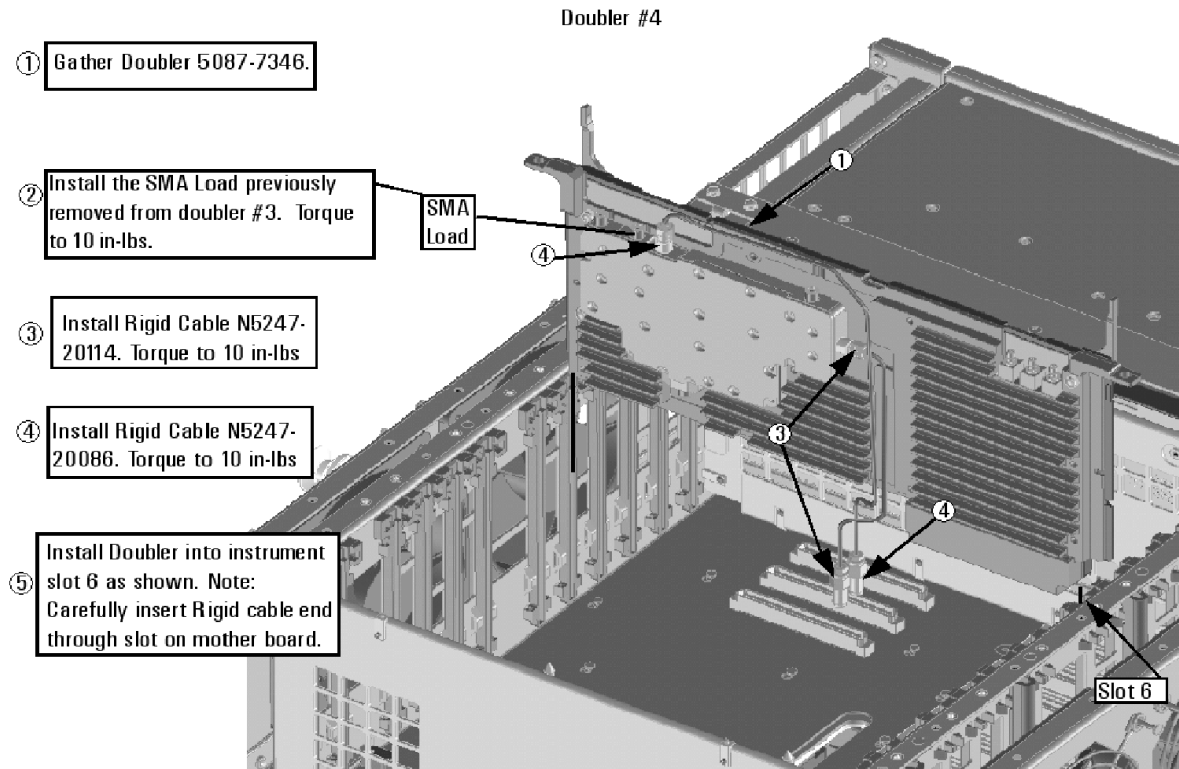 Doubler #4
① Gather Doubler 5087-7346.
② Install the SMA Load previously
removed from doubler #3. Torque
to 10 in-lbs.
③ Install Rigid Cable N5247-
20114. Torque to 10 in-lbs
④ Install Rigid Cable N5247-
20086. Torque to 10 in-lbs
⑤ Install Doubler into instrument
slot 6 as shown. Note:
Carefully insert Rigid cable end
through slot on mother board.
①
SMA
Load
④
③
④
Slot 6